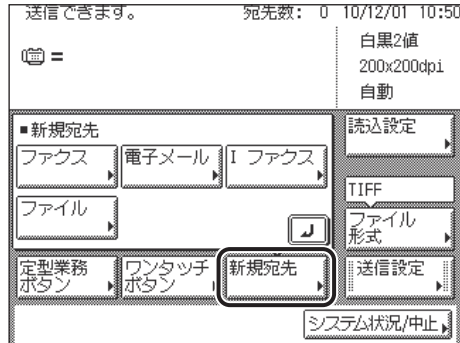 送信できます。 宛先数: 0 10/12/01 10:50
=
白黒2値
200x200dpi
自動
■新規宛先
ファクス 電子メール I ファクス
ファイル
読込設定
TIFF
ファイル
形式
定型業務
ボタン
ワンタッチ
ボタン
新規宛先
送信設定
システム状況/中止